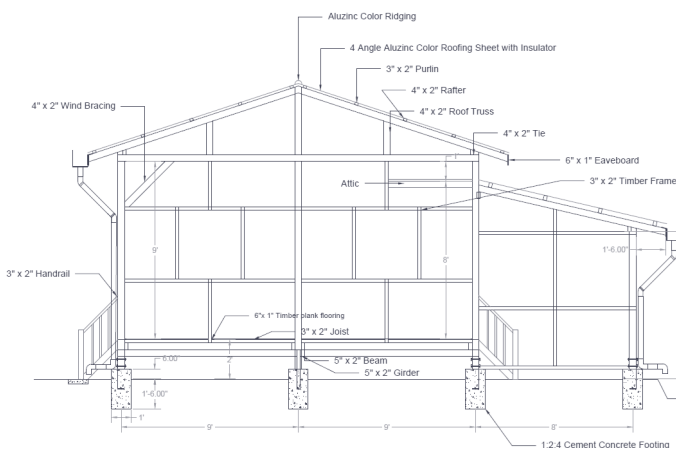 Aluzinc Color Ridging
4 Angle Aluzinc Color Roofing Sheet with Insulator
3" x 2" Purlin
4" x 2" Rafter
4" x 2" Wind Bracing
4" x 2" Roof Truss
4" x 2" Tie
6" x 1" Eaveboard
1'
Attic
3" x 2" Timber Frame
9'
8'
1'-6.00"
3" x 2" Handrail
6"x 1" Timber plank flooring
3" x 2" Joist
6.00"
2'
5" x 2" Beam
5" x 2" Girder
1'-6.00"
1'
9'
9'
8'
1:2:4 Cement Concrete Footing